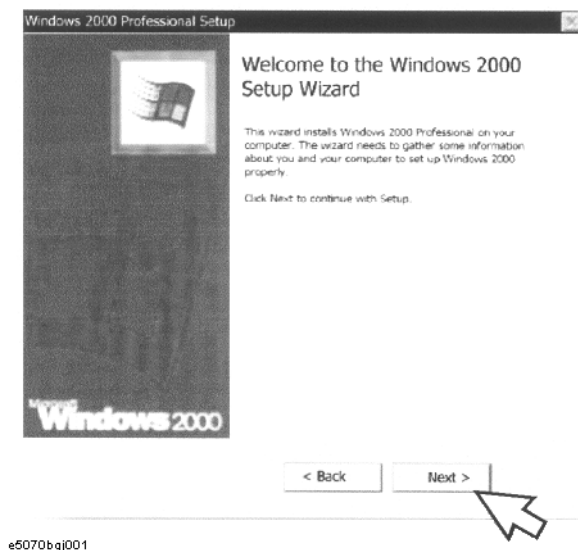 Windows 2000 Professional Setup
Welcome to the Windows 2000
Setup Wizard
This wizard installs Windows 2000 Professional on your
computer. The wizard needs to gather some information
about you and your computer to set up Windows 2000
properly.
Click Next to continue with Setup.
Microsoft
Windows 2000
< Back
Next >
e5070bqj001